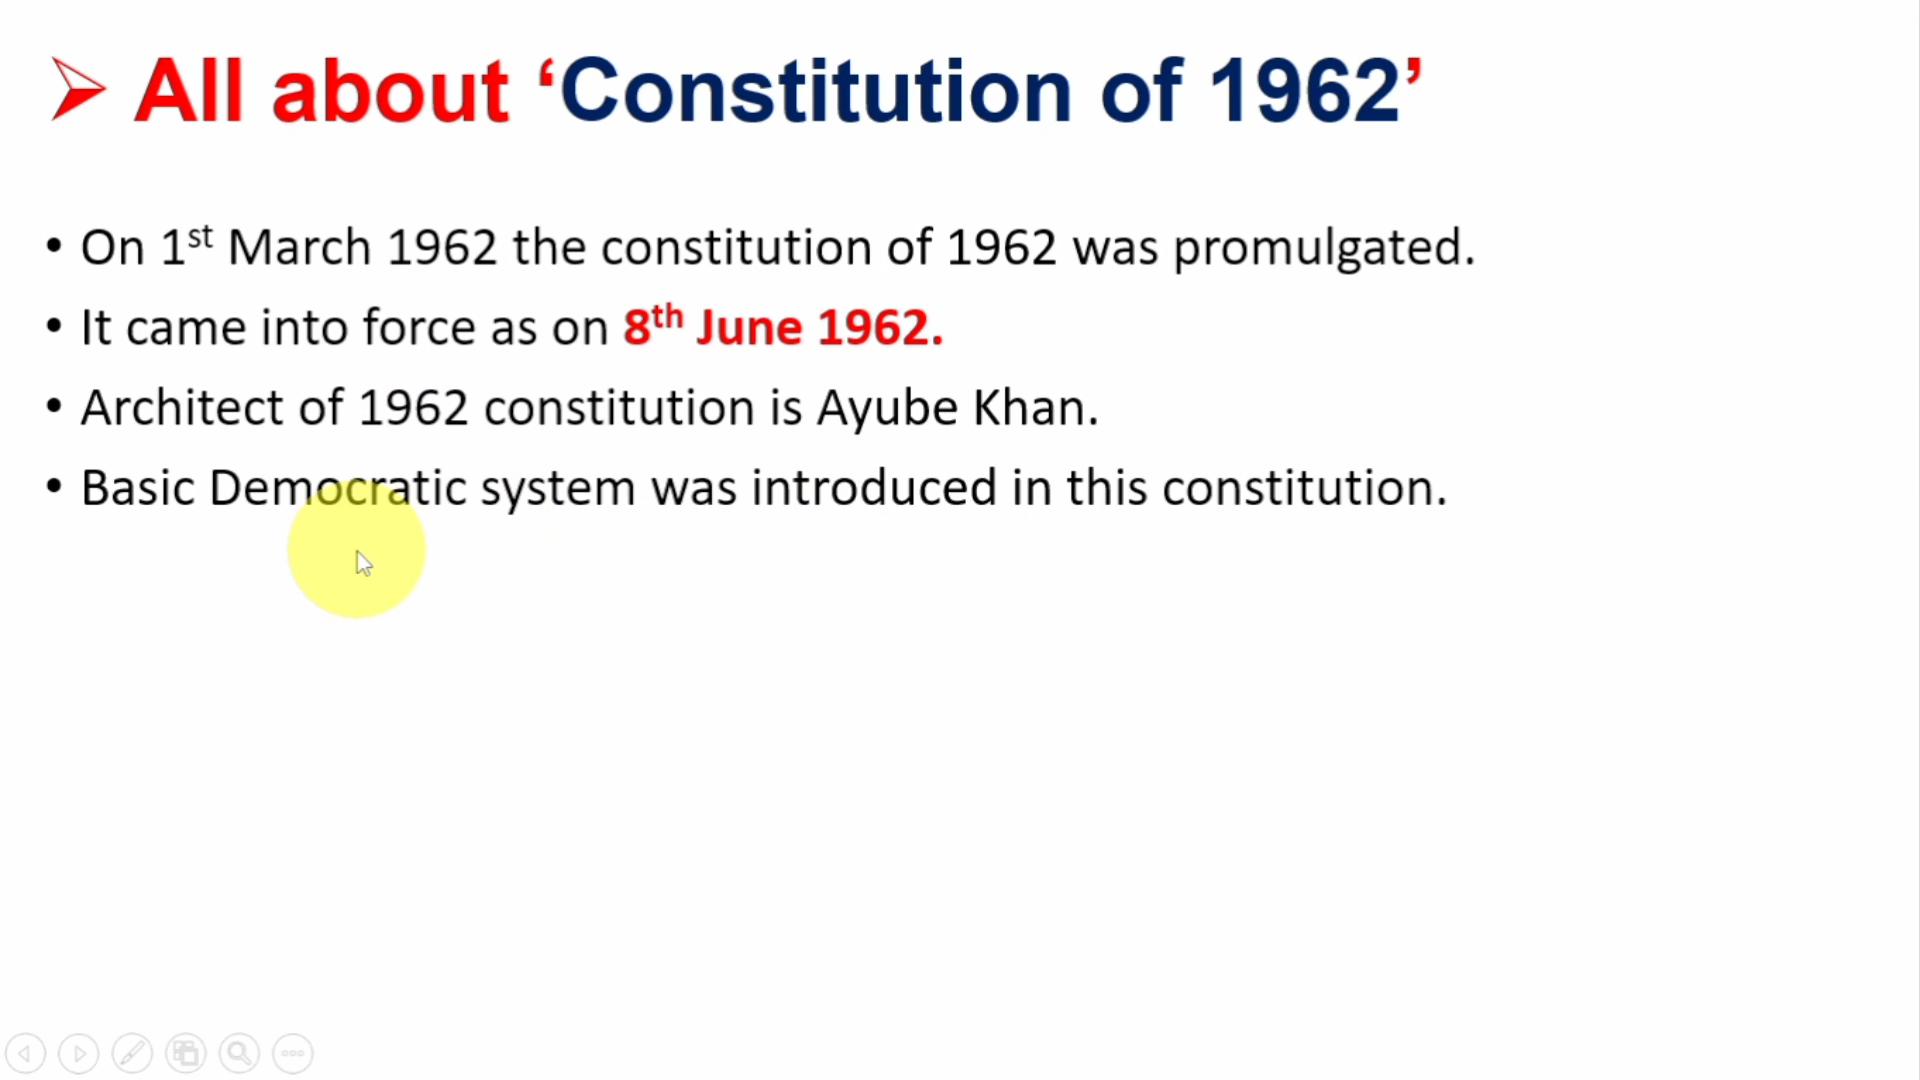 All about ‘Constitution of 1962’
• On 1st March 1962 the constitution of 1962 was promulgated.
• It came into force as on 8th June 1962.
• Architect of 1962 constitution is Ayube Khan.
• Basic Democratic system was introduced in this constitution.